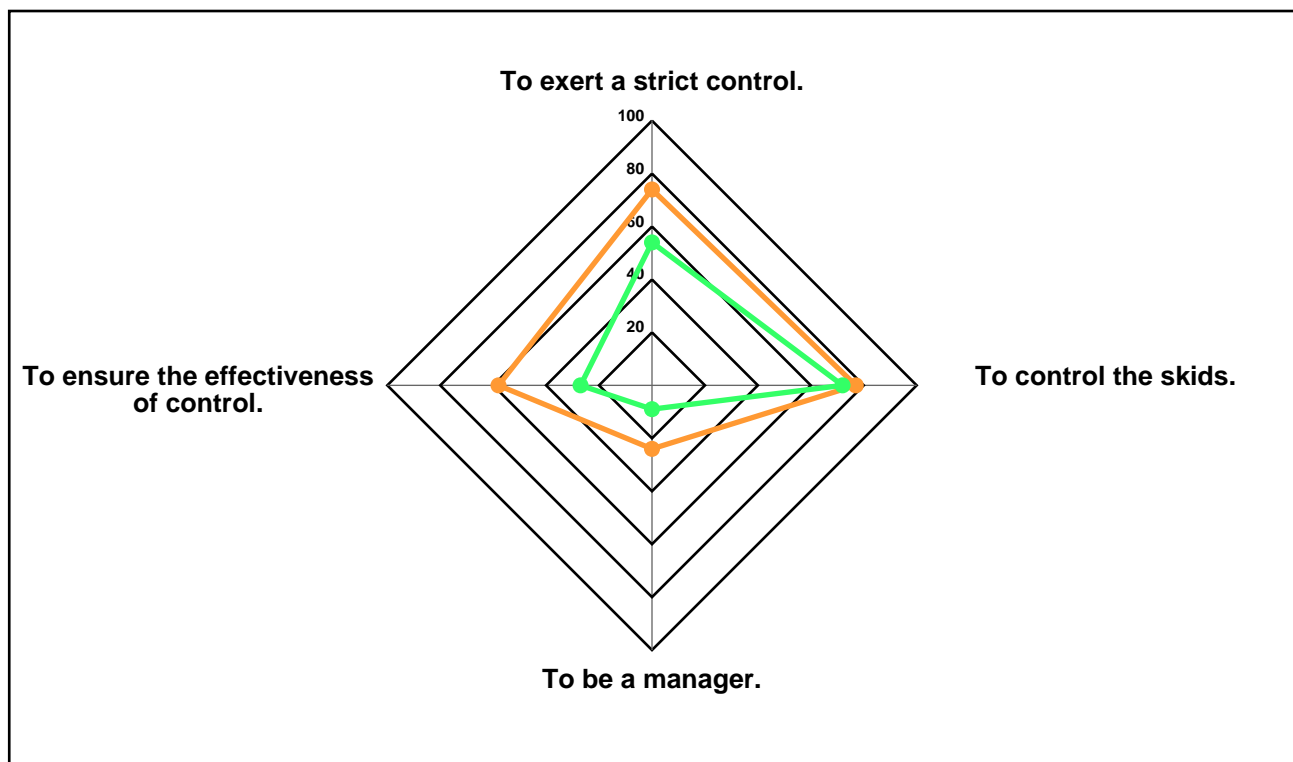 To exert a strict control.
100
80
60
40
20
To ensure the effectiveness
of control.
To control the skids.
To be a manager.